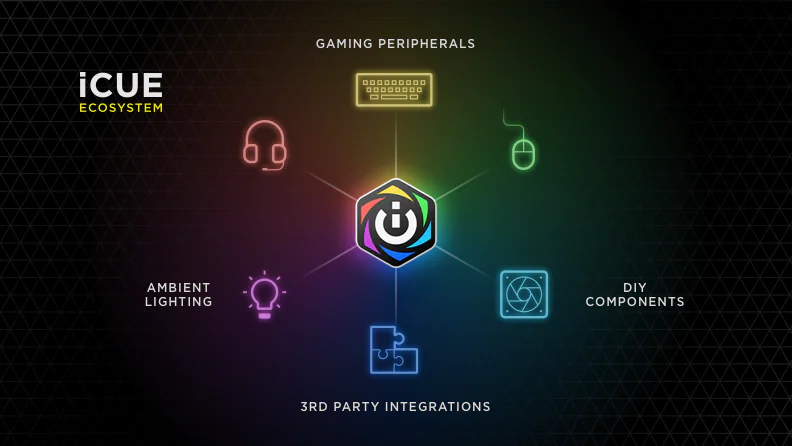 GAMING PERIPHERALS
iCUE
ECOSYSTEM
AMBIENT
LIGHTING
DIY
COMPONENTS
3RD PARTY INTEGRATIONS